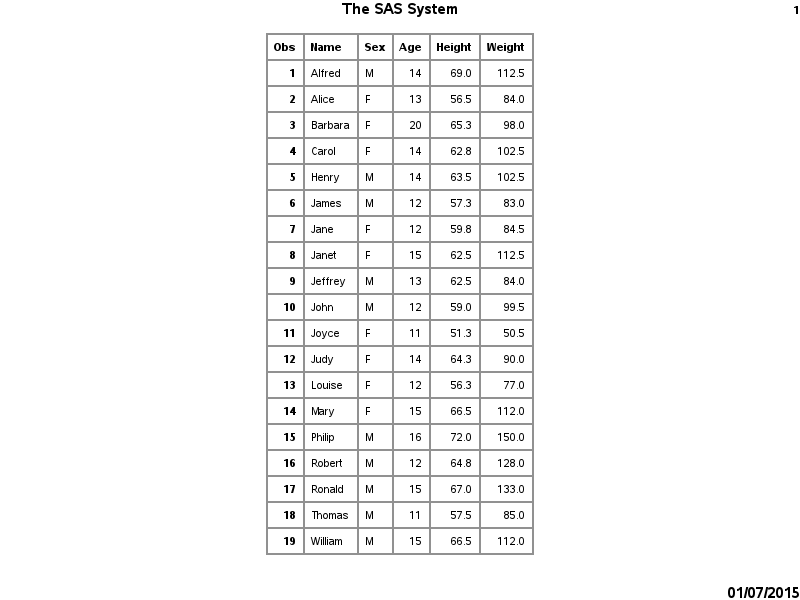 The SAS System 1
Obs Name Sex Age Height Weight
1 Alfred M 14 69.0 112.5
2 Alice F 13 56.5 84.0
3 Barbara F 20 65.3 98.0
4 Carol F 14 62.8 102.5
5 Henry M 14 63.5 102.5
6 James M 12 57.3 83.0
7 Jane F 12 59.8 84.5
8 Janet F 15 62.5 112.5
9 Jeffrey M 13 62.5 84.0
10 John M 12 59.0 99.5
11 Joyce F 11 51.3 50.5
12 Judy F 14 64.3 90.0
13 Louise F 12 56.3 77.0
14 Mary F 15 66.5 112.0
15 Philip M 16 72.0 150.0
16 Robert M 12 64.8 128.0
17 Ronald M 15 67.0 133.0
18 Thomas M 11 57.5 85.0
19 William M 15 66.5 112.0
01/07/2015